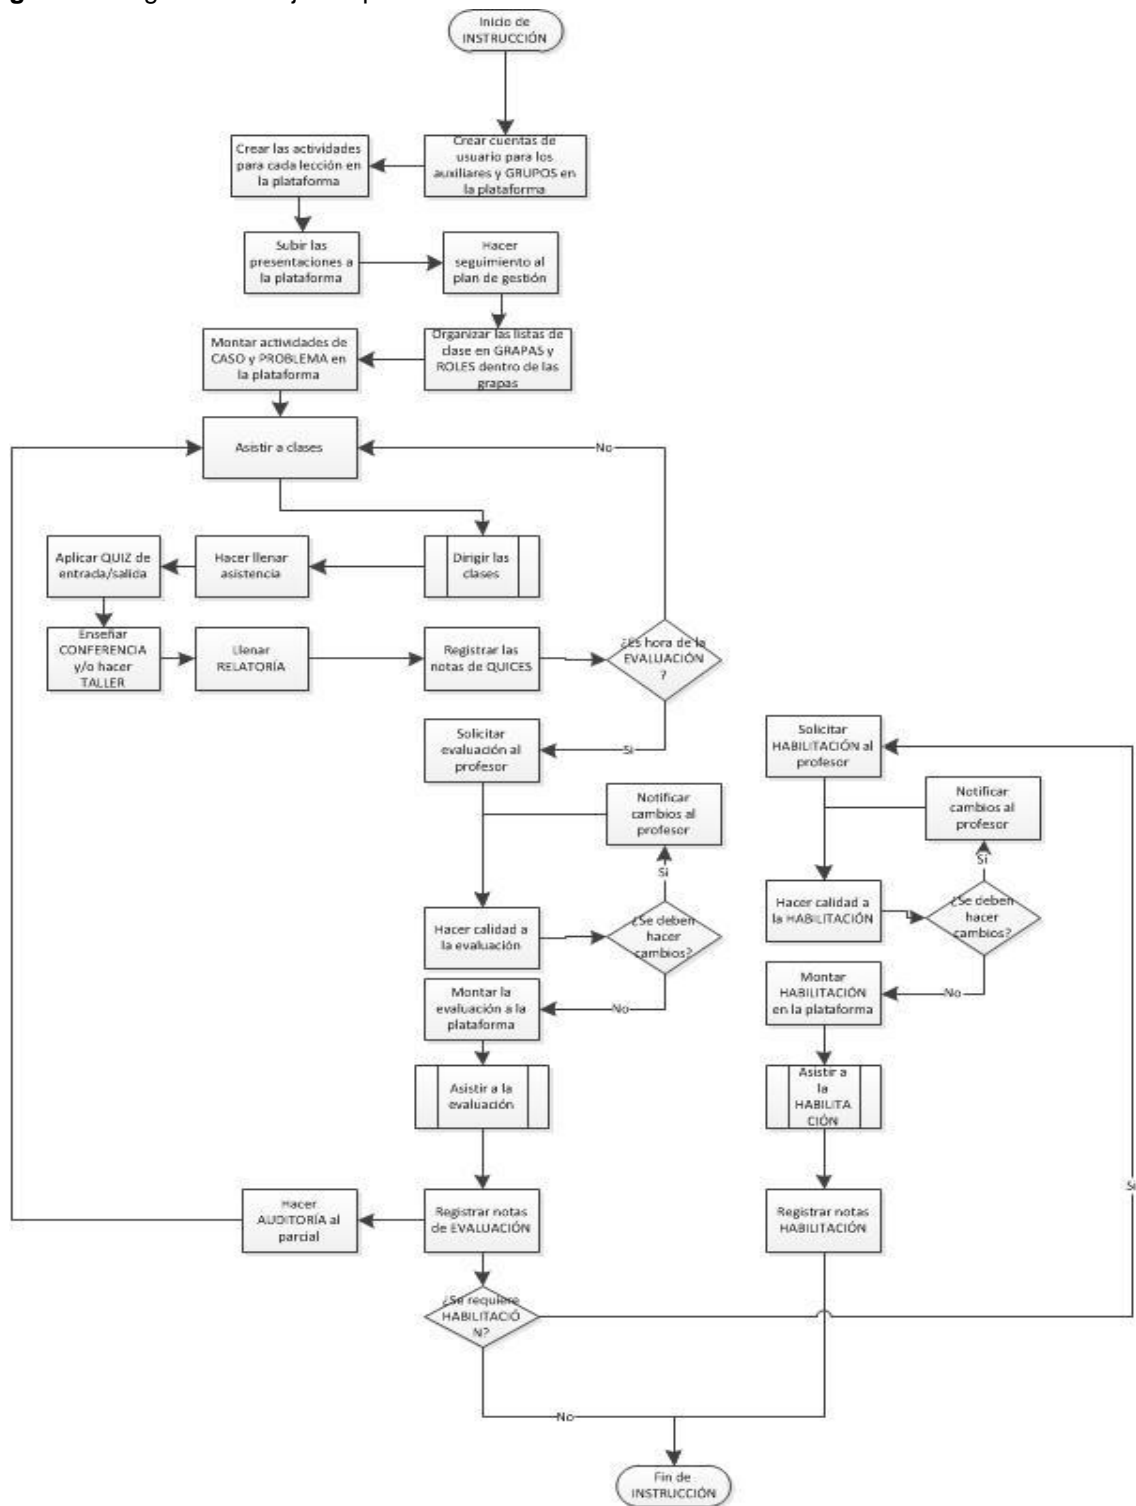 Inicio de
INSTRUCCIÓN
Crear las actividades
para cada lección en
la plataforma
Crear cuentas de
usuario para los
auxiliares y GRUPOS en
la plataforma
Subir las
presentaciones a
la plataforma
Hacer
seguimiento al
plan de gestión
Montar actividades de
CASO y PROBLEMA en
la plataforma
Organizar las listas de
clase en GRAPAS y
ROLES dentro de las
grapas
Asistir a clases
No
Aplicar QUIZ de
entrada/salida
Hacer llenar
asistencia
Dirigir las
clases
Enseñar
CONFERENCIA
y/o hacer
TALLER
Llenar
RELATORÍA
Registrar las
notas de QUICES
¿Es hora de la
EVALUACIÓN
?
Solicitar
evaluación al
profesor
Si
Solicitar
HABILITACIÓN al
profesor
Notificar
cambios al
profesor
Notificar
cambios al
profesor
Si
Si
Hacer calidad a
la evaluación
¿Se deben
hacer
cambios?
Hacer calidad a
la HABILITACIÓN
¿Se deben
hacer
cambios?
Montar la
evaluación a la
plataforma
No
Montar
HABILITACIÓN
en la plataforma
No
Asistir a la
evaluación
Asistir a
la
HABILITA
CIÓN
Si
Hacer
AUDITORÍA al
parcial
Registrar notas
de EVALUACIÓN
Registrar notas
HABILITACIÓN
¿Se requiere
HABILITACIÓ
N?
No
Fin de
INSTRUCCIÓN